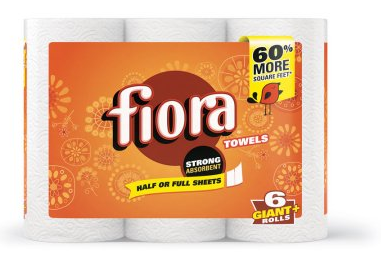 60%
MORE
SQUARE FEET*
fiora
TOWELS
STRONG
ABSORBENT
HALF OR FULL SHEETS
6
GIANT+
ROLLS